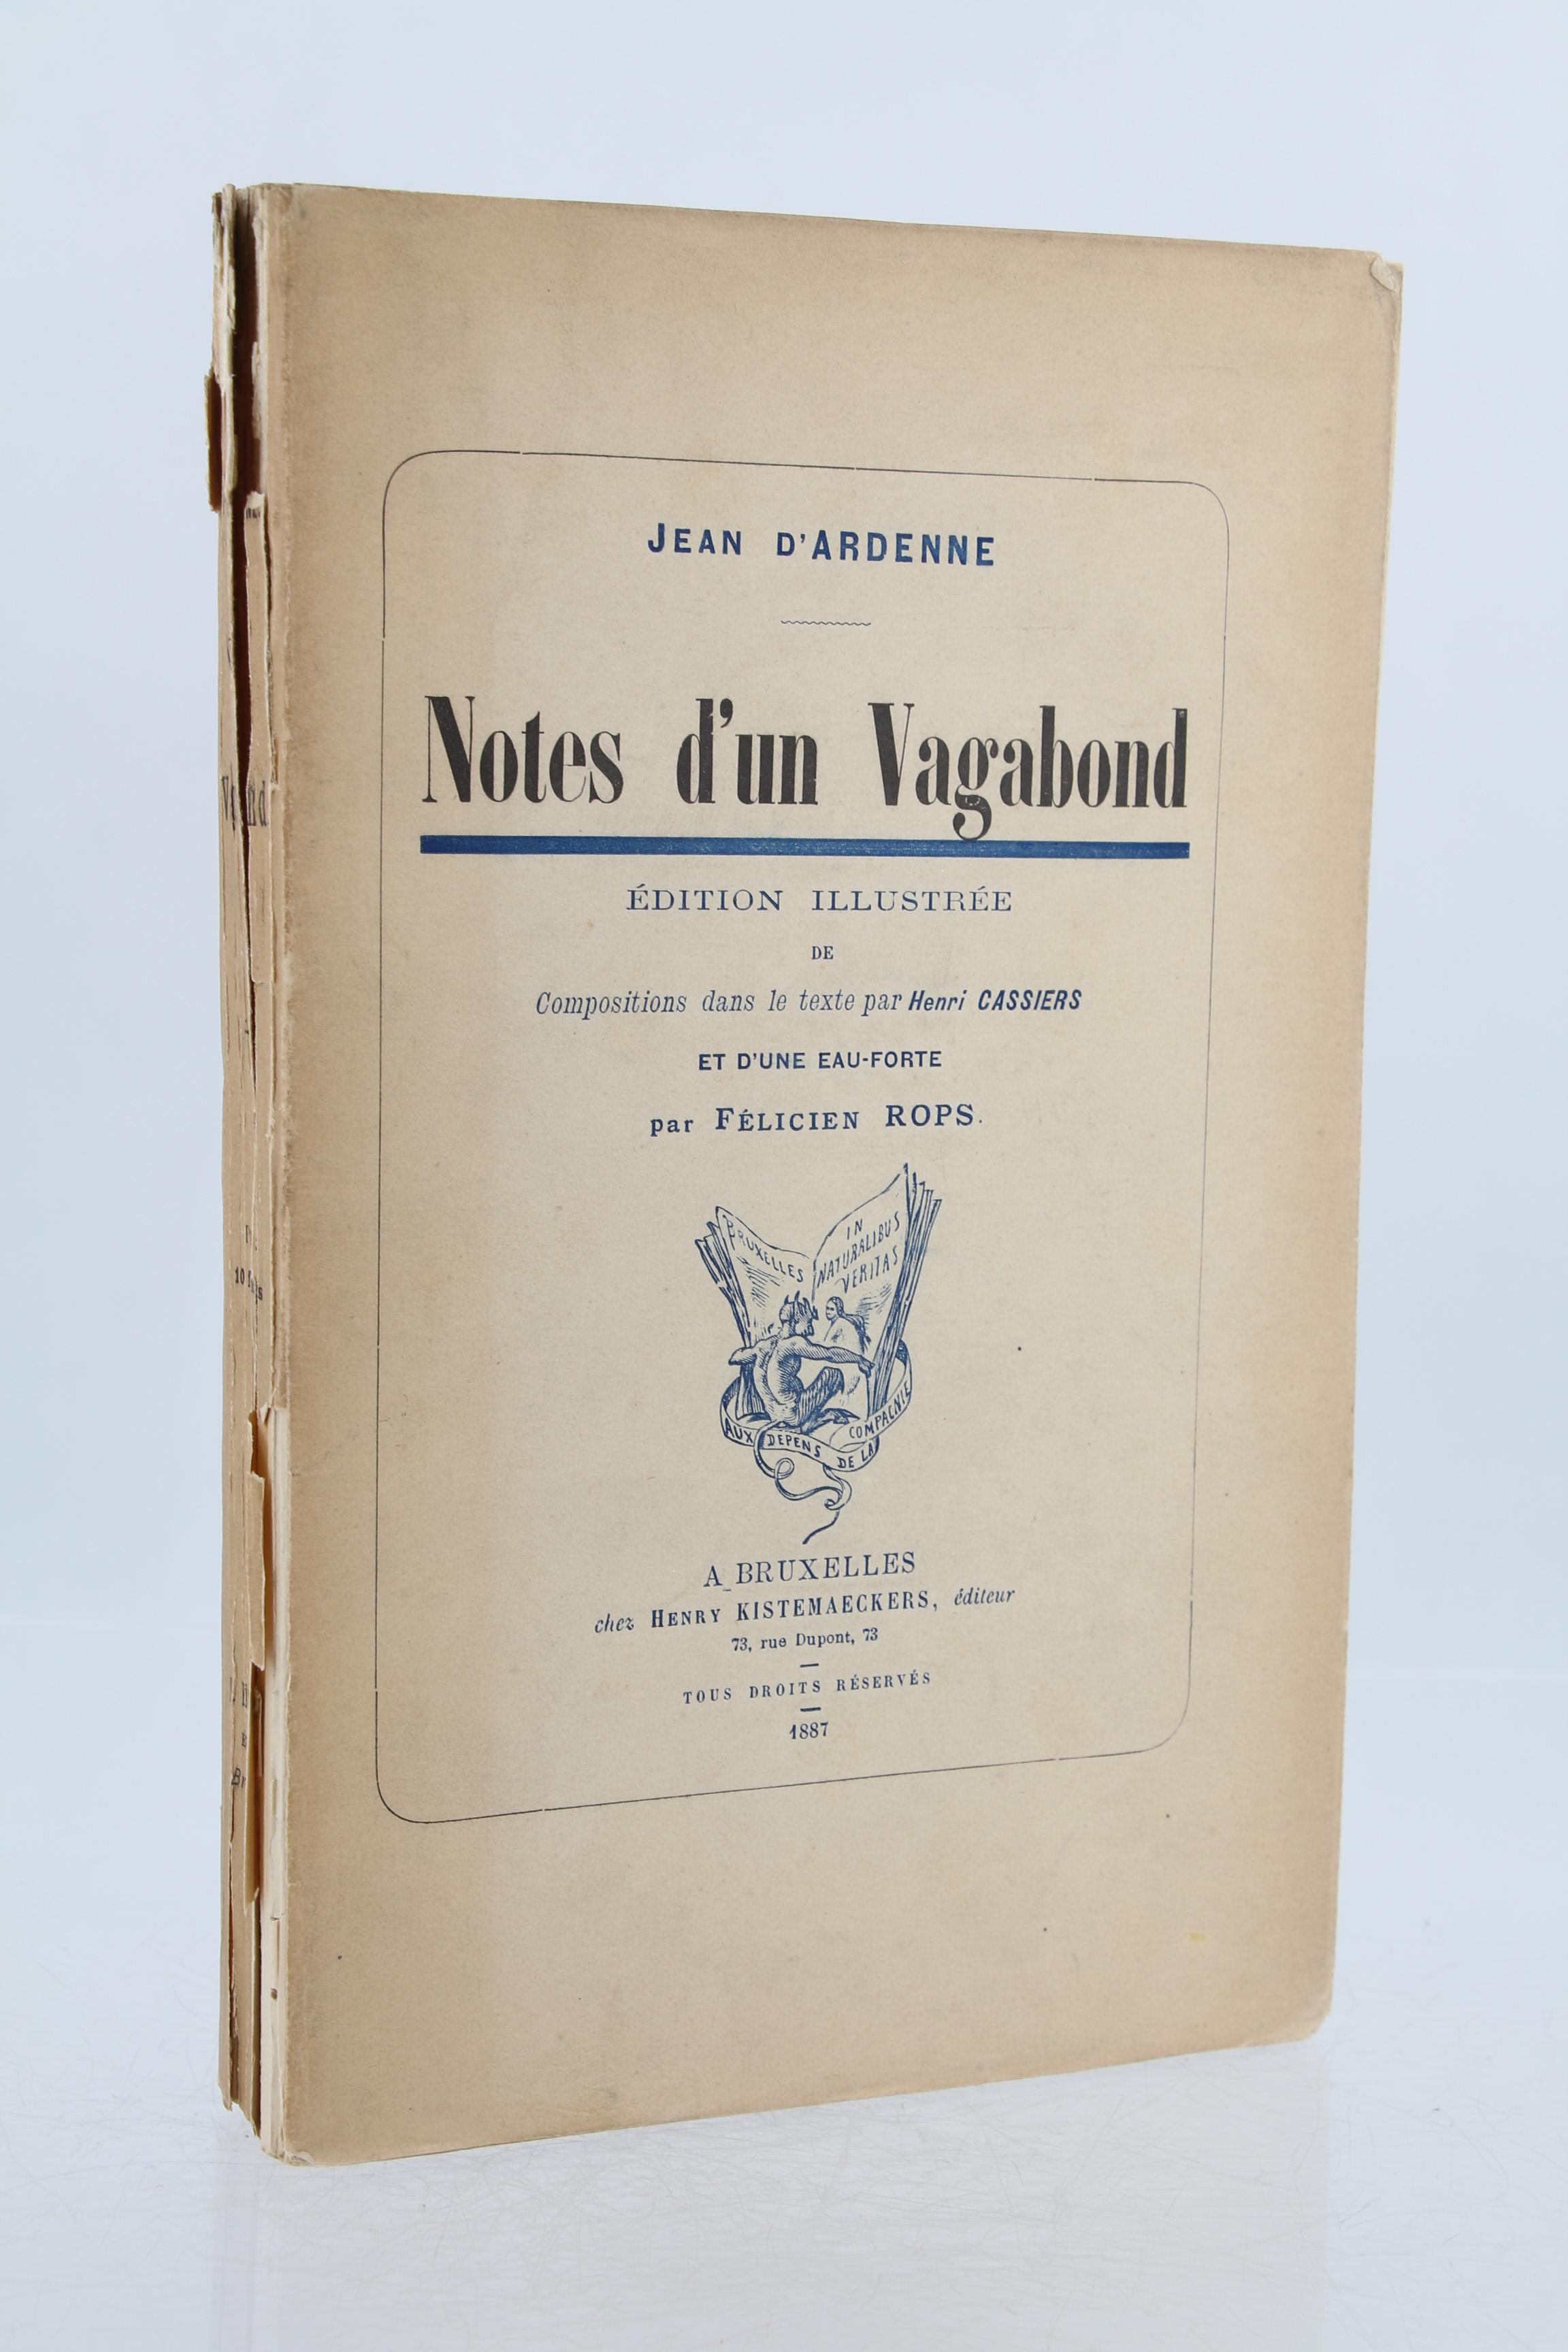 JEAN D'ARDENNE
Notes d'un Vagabond
ÉDITION ILLUSTRÉE
DE
Compositions dans le texte par Henri CASSIERS
ET D'UNE EAU-FORTE
par FÉLICIEN ROPS.
BRUXELLES
IN
NATURALIBUS
VERITAS
AUX DEPENS DE LA COMPAGNIE
A BRUXELLES
chez HENRY KISTEMAECKERS, éditeur
73, rue Dupont, 73
TOUS DROITS RÉSERVÉS
1887